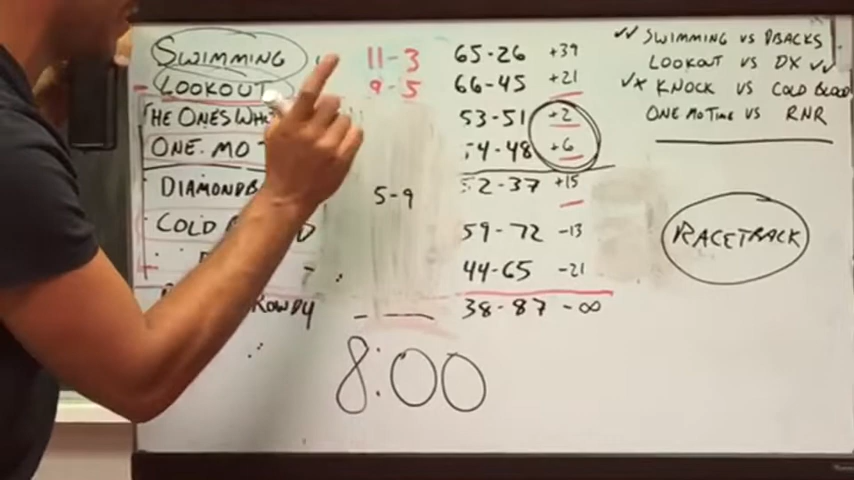 SWIMMING 11-3 65-26 +39
LOOKOUT 9-5 66-45 +21
THE ONES WH 53-51 +2
ONE MO T 54-48 +6
DIAMONDB 5-9 52-37 +15
COLD B D 59-72 -13
44-65 -21
ROWDY 38-87 -∞
8:00
✓✓ SWIMMING VS DBACKS
LOOKOUT VS DX ✓✓
✓✗ KNOCK VS COLD BLOOD
ONE MO TIME VS RNR
RACETRACK